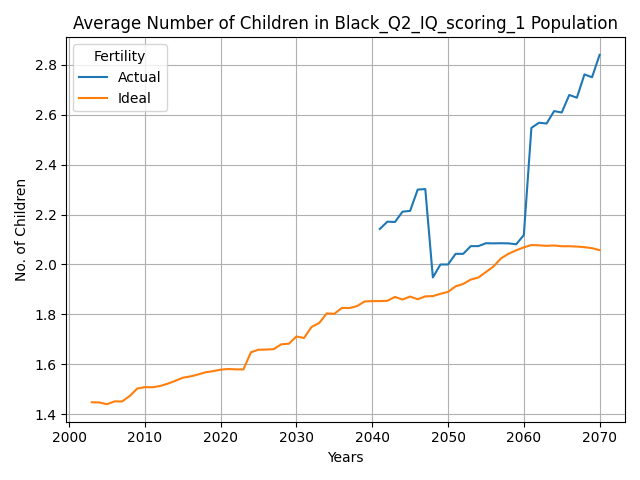 Average Number of Children in Black_Q2_IQ_scoring_1 Population
Fertility
Actual
Ideal
No. of Children
2.8
2.6
2.4
2.2
2.0
1.8
1.6
1.4
2000 2010 2020 2030 2040 2050 2060 2070
Years